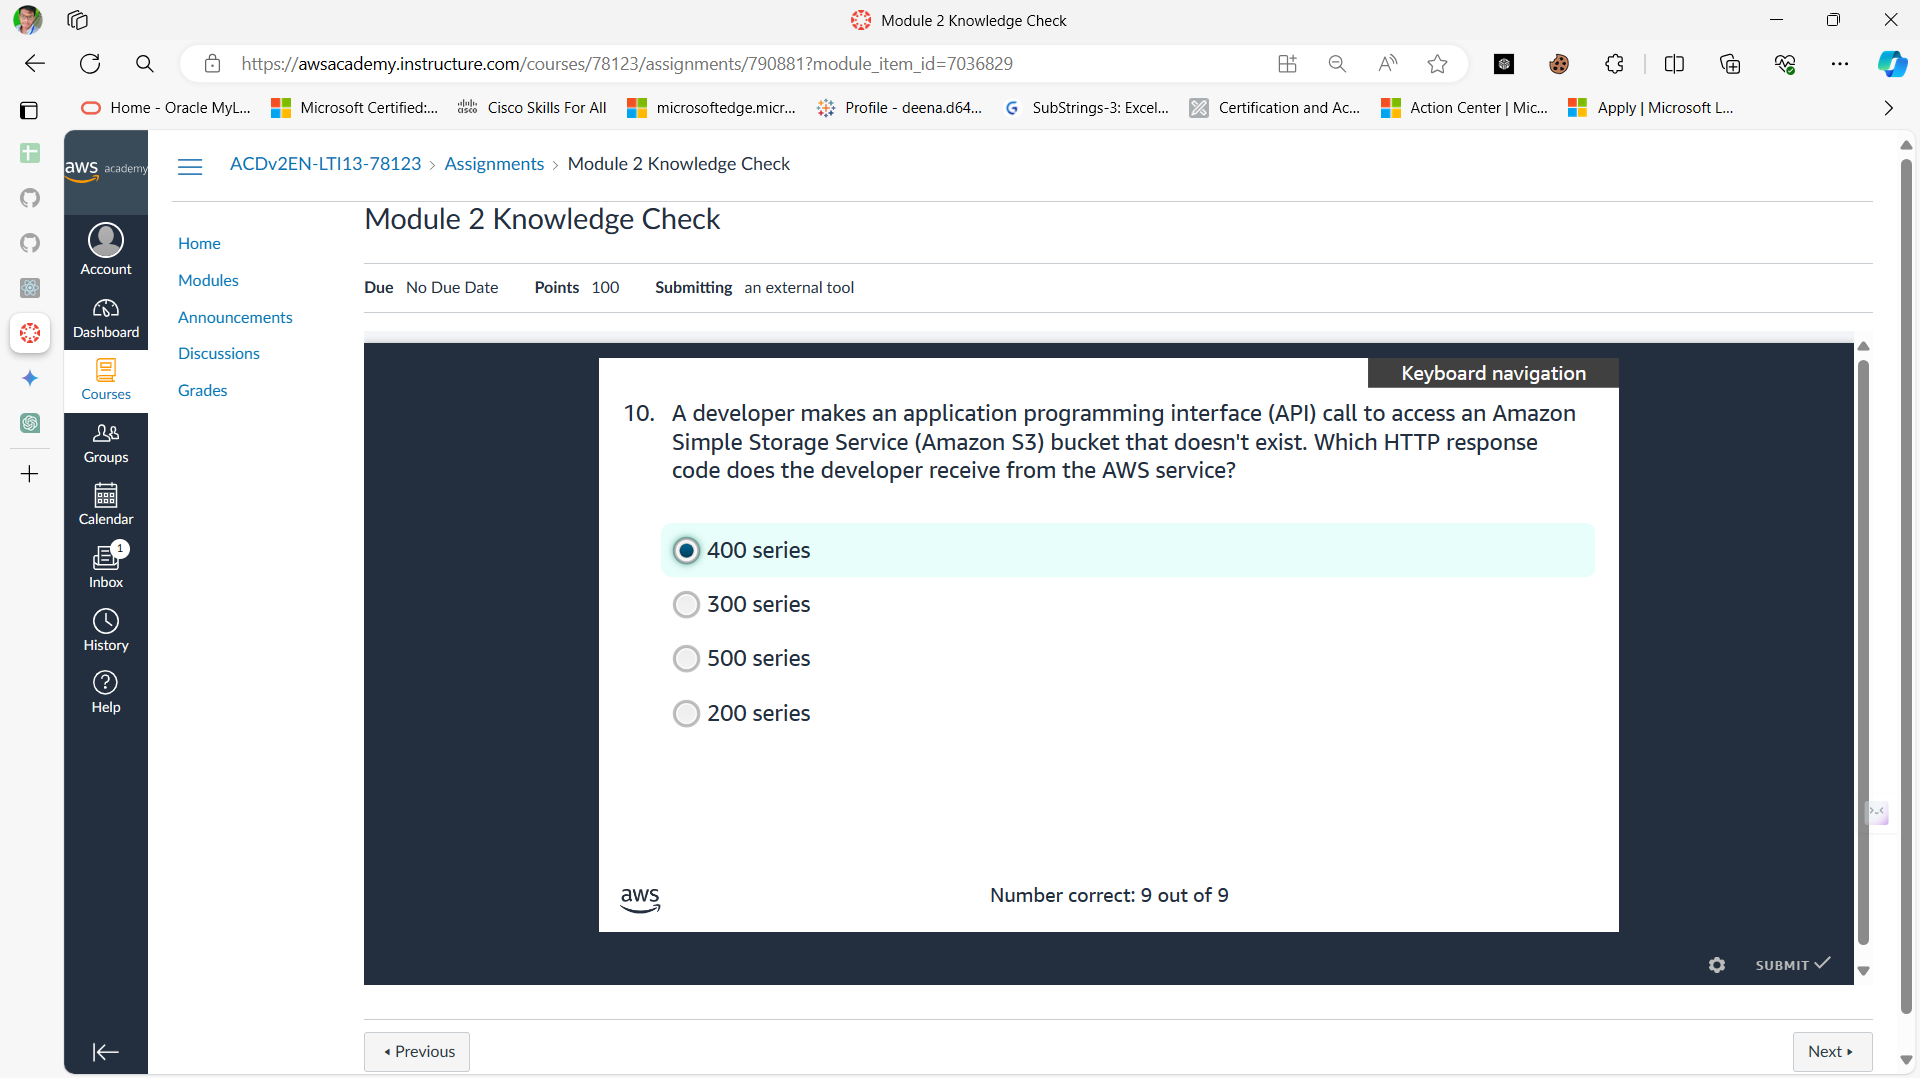 Module 2 Knowledge Check
https://awsacademy.instructure.com/courses/78123/assignments/790881?module_item_id=7036829
Home - Oracle MyL...
Microsoft Certified:...
Cisco Skills For All
microsoftedge.micr...
Profile - deena.d64...
SubStrings-3: Excel...
Certification and Ac...
Action Center | Mic...
Apply | Microsoft L...
aws academy
ACDv2EN-LTI13-78123 › Assignments › Module 2 Knowledge Check
Account
Dashboard
Courses
Groups
Calendar
1
Inbox
History
Help
Home
Modules
Announcements
Discussions
Grades
Module 2 Knowledge Check
Due No Due Date Points 100 Submitting an external tool
Keyboard navigation
10. A developer makes an application programming interface (API) call to access an Amazon
Simple Storage Service (Amazon S3) bucket that doesn't exist. Which HTTP response
code does the developer receive from the AWS service?
400 series
300 series
500 series
200 series
aws
Number correct: 9 out of 9
SUBMIT
Previous
Next